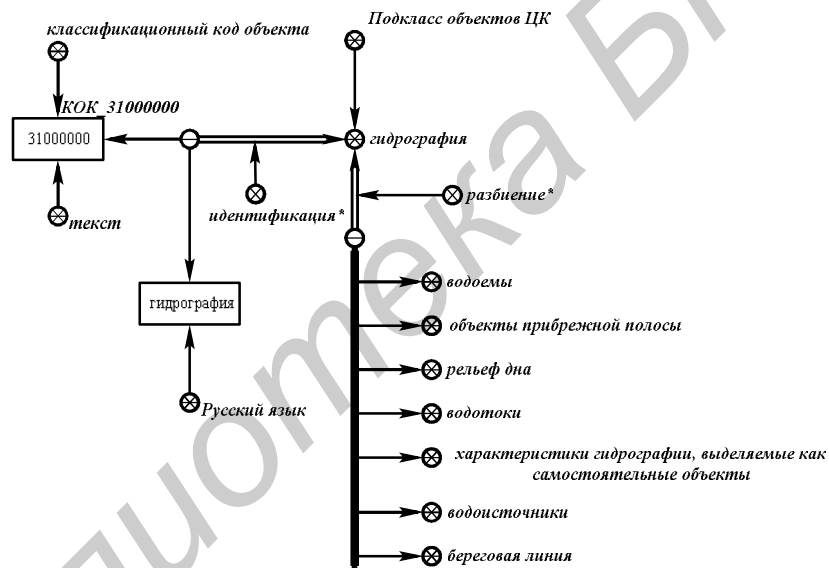 классификационный код объекта
Подкласс объектов ЦК
КОК_31000000
31000000
гидрография
идентификация*
разбиение*
текст
водоемы
гидрография
объекты прибрежной полосы
рельеф дна
Русский язык
водотоки
характеристики гидрографии, выделяемые как
самостоятельные объекты
водоисточники
береговая линия